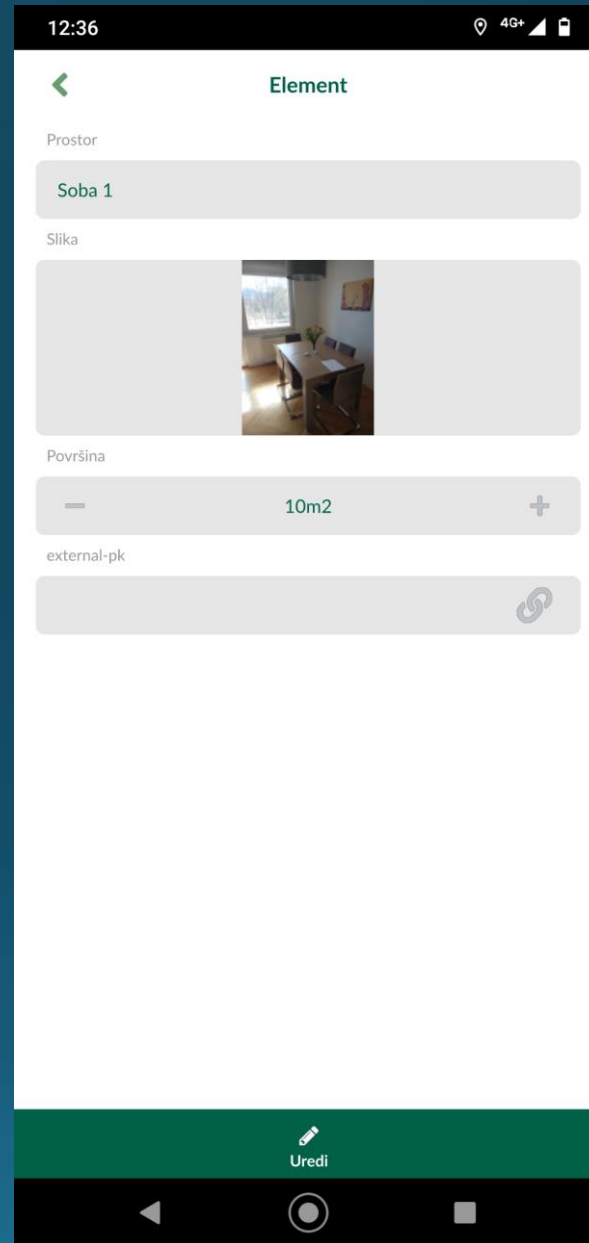 12:36
4G+
Element
Prostor
Soba 1
Slika
Površina
10m2
external-pk
Uredi